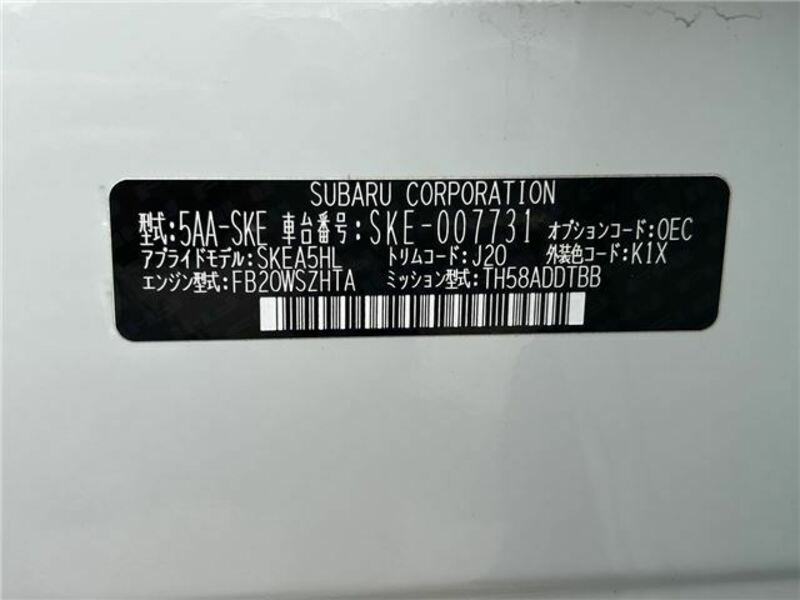 SUBARU CORPORATION
型式:5AA-SKE 車台番号:SKE-007731 オプションコード:OEC
アプライドモデル:SKEA5HL トリムコード:J20 外装色コード:K1X
エンジン型式:FB20WSZHTA ミッション型式:TH58ADDTBB